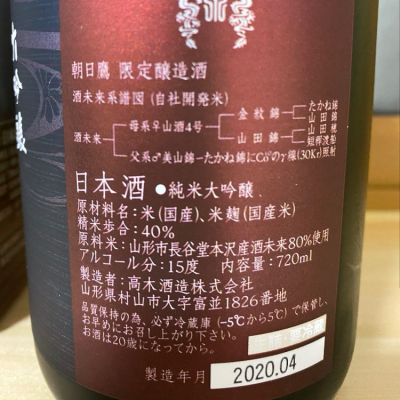 朝日鷹 限定醸造酒
酒未来系譜図 (自社開発米)
酒未来
母系♀山酒4号
金紋錦
たかね錦
山田錦
山田錦
山田穂
短稈渡船
父系♂美山錦-たかね錦にCo⁶⁰のγ線(30Kr)照射
日本酒 ●純米大吟醸
原材料名:米(国産)、米麹(国産米)
精米歩合:40%
原料米:山形市長谷堂本沢産酒未来80%使用
アルコール分:15度 内容量:720ml
製造者:高木酒造株式会社
山形県村山市大字富並1826番地
品質保持の為、必ず冷蔵庫(-5℃から5℃)で保管し、
お早めにお召し上がり下さい。
お酒は20歳になってから。
製造年月 2020.04
吟醸